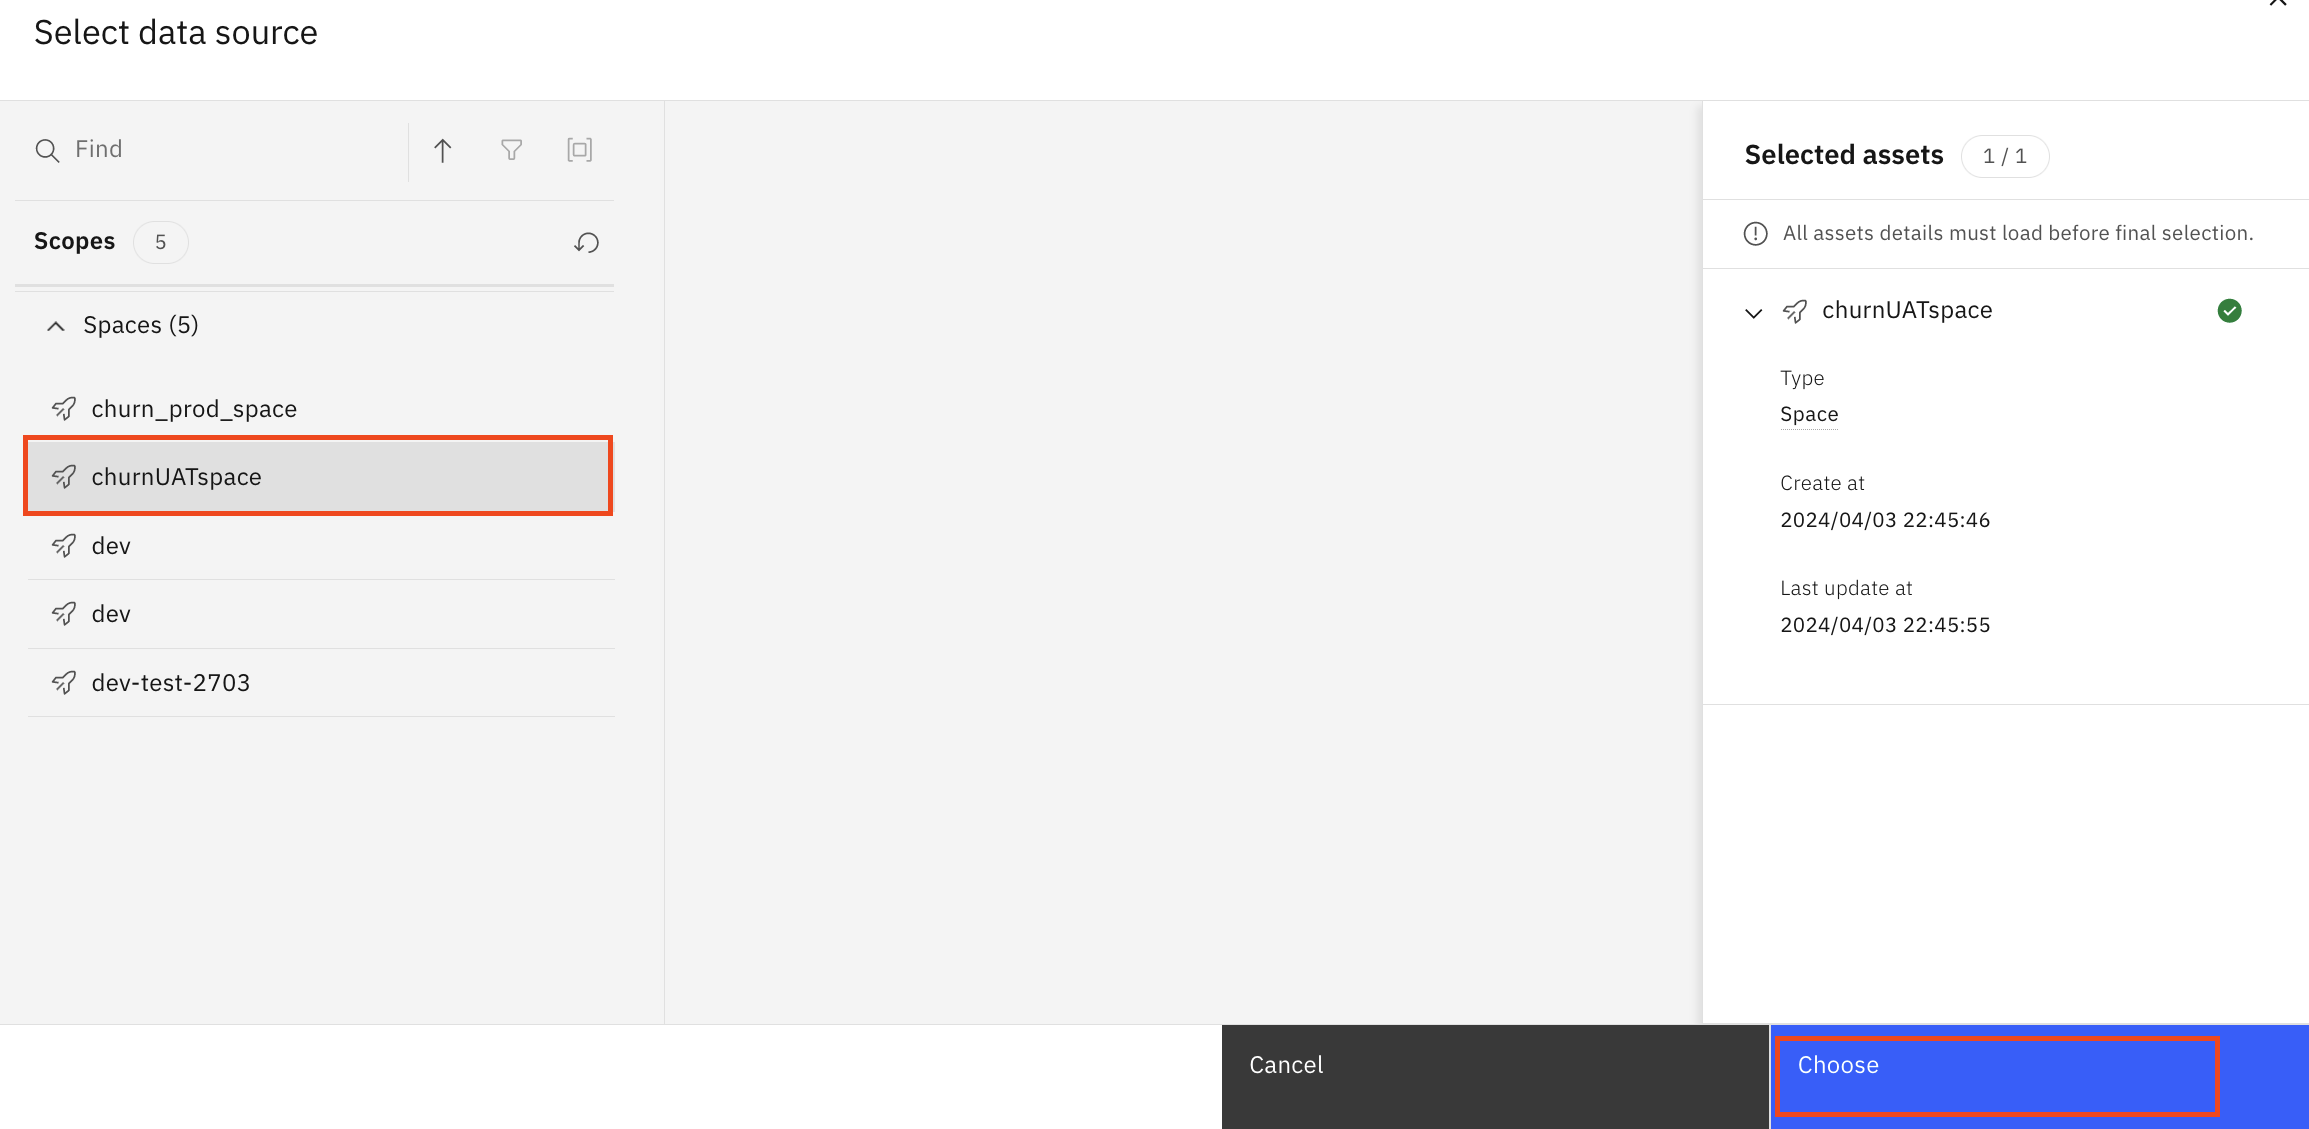 Select data source
Find
Scopes 5
Spaces (5)
churn_prod_space
churnUATspace
dev
dev
dev-test-2703
Selected assets 1 / 1
All assets details must load before final selection.
churnUATspace
Type
Space
Create at
2024/04/03 22:45:46
Last update at
2024/04/03 22:45:55
Cancel
Choose